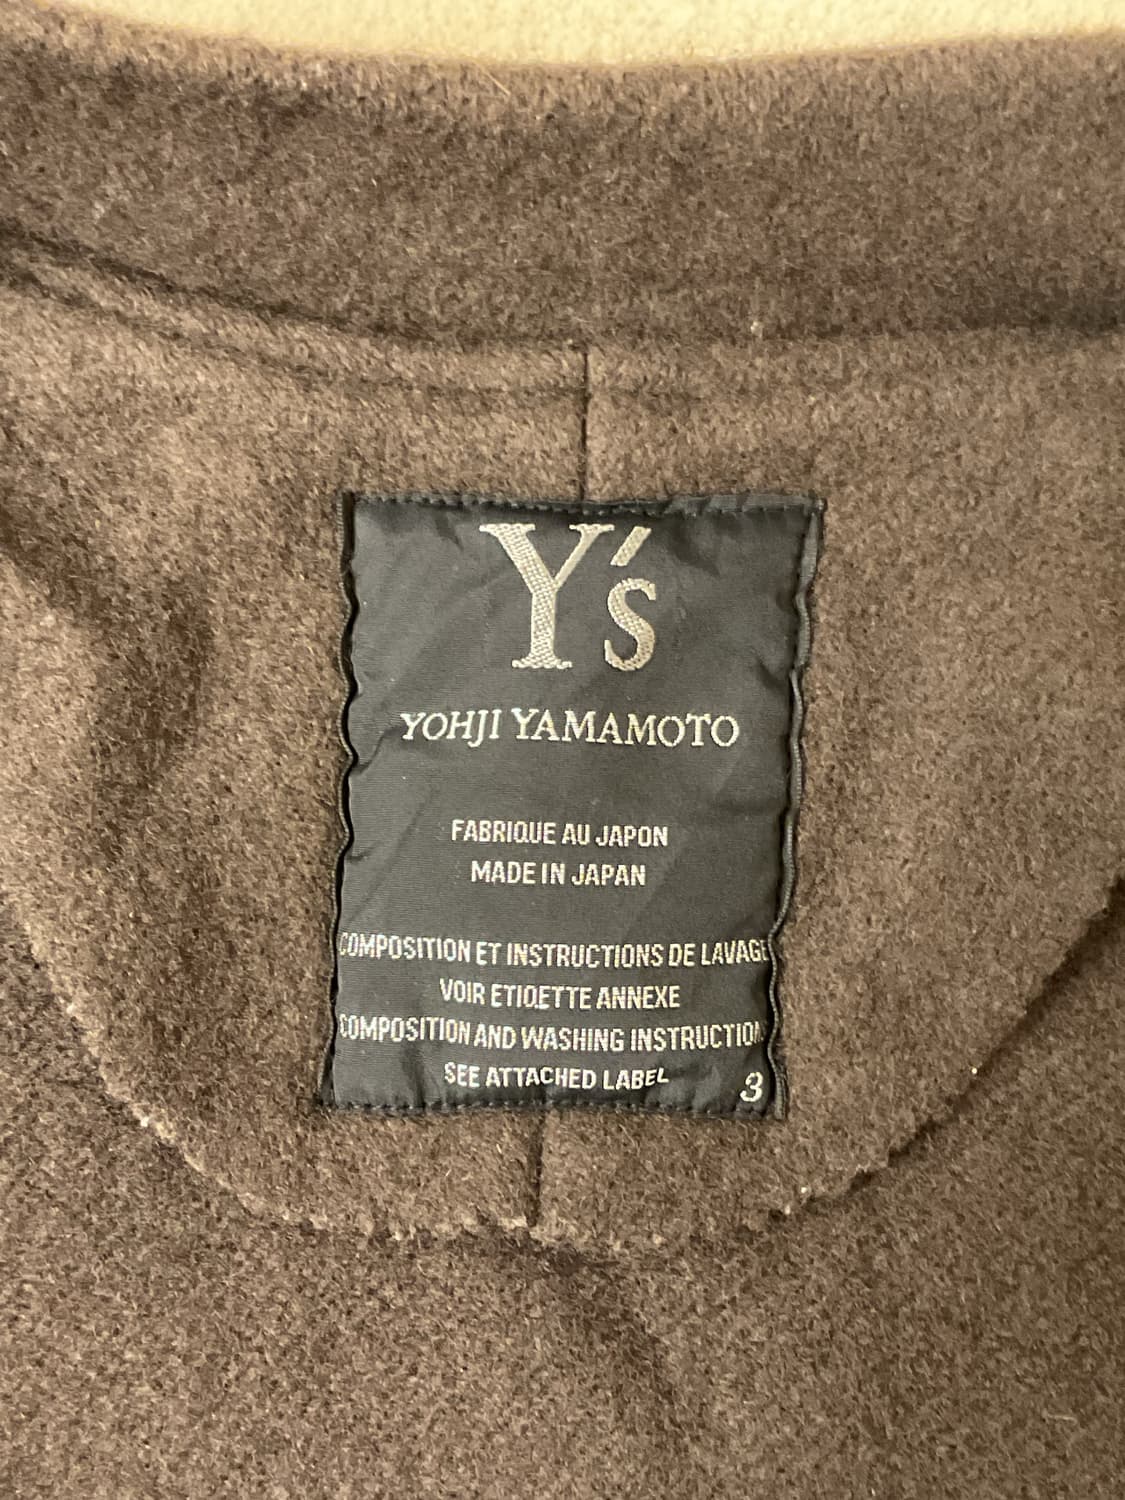 Y's
YOHJI YAMAMOTO
FABRIQUE AU JAPON
MADE IN JAPAN
COMPOSITION ET INSTRUCTIONS DE LAVAGE
VOIR ETIQETTE ANNEXE
COMPOSITION AND WASHING INSTRUCTION
SEE ATTACHED LABEL
3